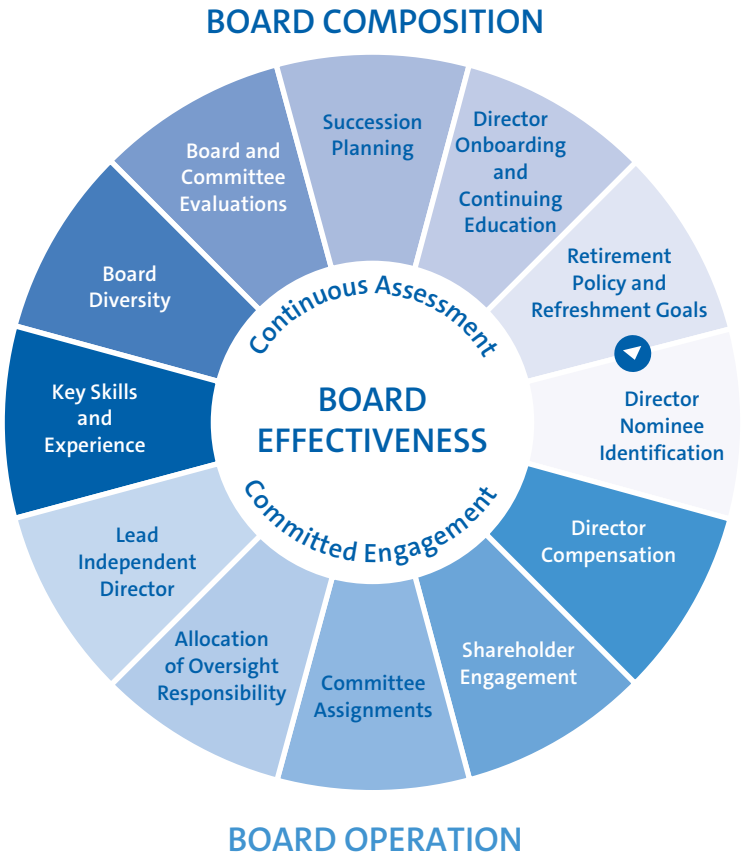 BOARD COMPOSITION
Succession
Planning
Director
Onboarding
and
Continuing
Education
Retirement
Policy and
Refreshment Goals
Director
Nominee
Identification
Director
Compensation
Shareholder
Engagement
Committee
Assignments
Allocation
of Oversight
Responsibility
Lead
Independent
Director
Key Skills
and
Experience
Board
Diversity
Board and
Committee
Evaluations
Continuous Assessment
BOARD
EFFECTIVENESS
Committed Engagement
BOARD OPERATION